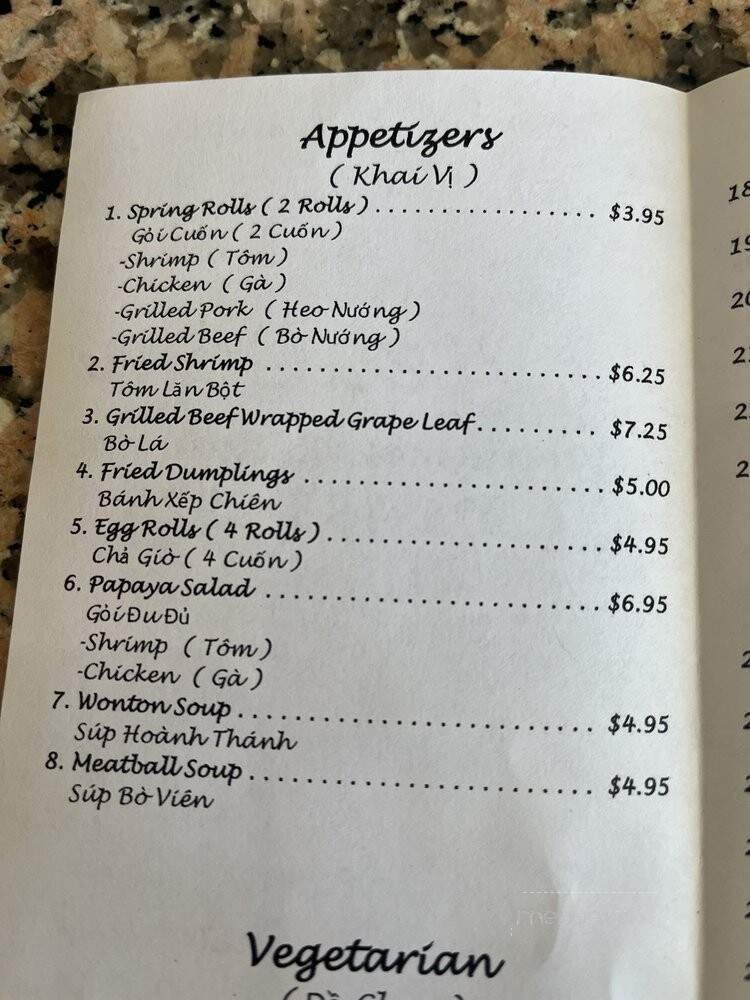 Appetizers
( Khai Vị )
1. Spring Rolls ( 2 Rolls ) .................. $3.95
Gỏi Cuốn ( 2 Cuốn )
-Shrimp ( Tôm )
-Chicken ( Gà )
-Grilled Pork ( Heo Nướng )
-Grilled Beef ( Bò Nướng )
2. Fried Shrimp ........................... $6.25
Tôm Lăn Bột
3. Grilled Beef Wrapped Grape Leaf......... $7.25
Bò Lá
4. Fried Dumplings ........................ $5.00
Bánh Xếp Chiên
5. Egg Rolls ( 4 Rolls ) ...................... $4.95
Chả Giò ( 4 Cuốn )
6. Papaya Salad ........................... $6.95
Gỏi Đu Đủ
-Shrimp ( Tôm )
-Chicken ( Gà )
7. Wonton Soup ............................ $4.95
Súp Hoành Thánh
8. Meatball Soup ........................... $4.95
Súp Bò Viên
Vegetarian
18
19
20